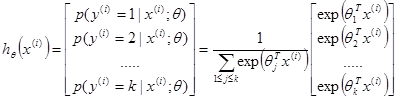 h_θ(x^(i)) = [ p(y^(i) = 1 | x^(i); θ) p(y^(i) = 2 | x^(i); θ) ..... p(y^(i) = k | x^(i); θ) ] = 1 / ∑_{1≤j≤k} exp(θ_j^T x^(i)) [ exp(θ_1^T x^(i)) exp(θ_2^T x^(i)) ..... exp(θ_k^T x^(i)) ]